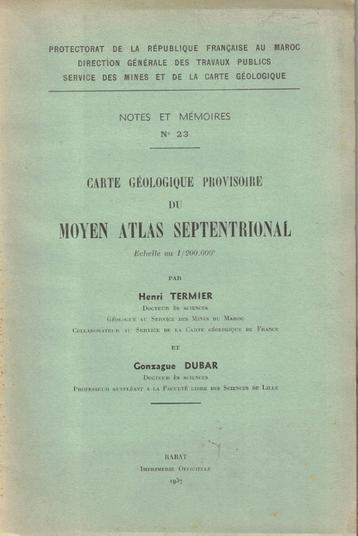 PROTECTORAT DE LA RÉPUBLIQUE FRANÇAISE AU MAROC
DIRECTION GÉNÉRALE DES TRAVAUX PUBLICS
SERVICE DES MINES ET DE LA CARTE GÉOLOGIQUE
NOTES ET MÉMOIRES
N° 23
CARTE GÉOLOGIQUE PROVISOIRE
DU
MOYEN ATLAS SEPTENTRIONAL
Echelle au 1/200.000e
PAR
Henri TERMIER
DOCTEUR ÈS SCIENCES
GÉOLOGUE AU SERVICE DES MINES DU MAROC
COLLABORATEUR AU SERVICE DE LA CARTE GÉOLOGIQUE DE FRANCE
ET
Gonzague DUBAR
DOCTEUR ÈS SCIENCES
PROFESSEUR SUPPLÉANT A LA FACULTÉ LIBRE DES SCIENCES DE LILLE
RABAT
IMPRIMERIE OFFICIELLE
1937